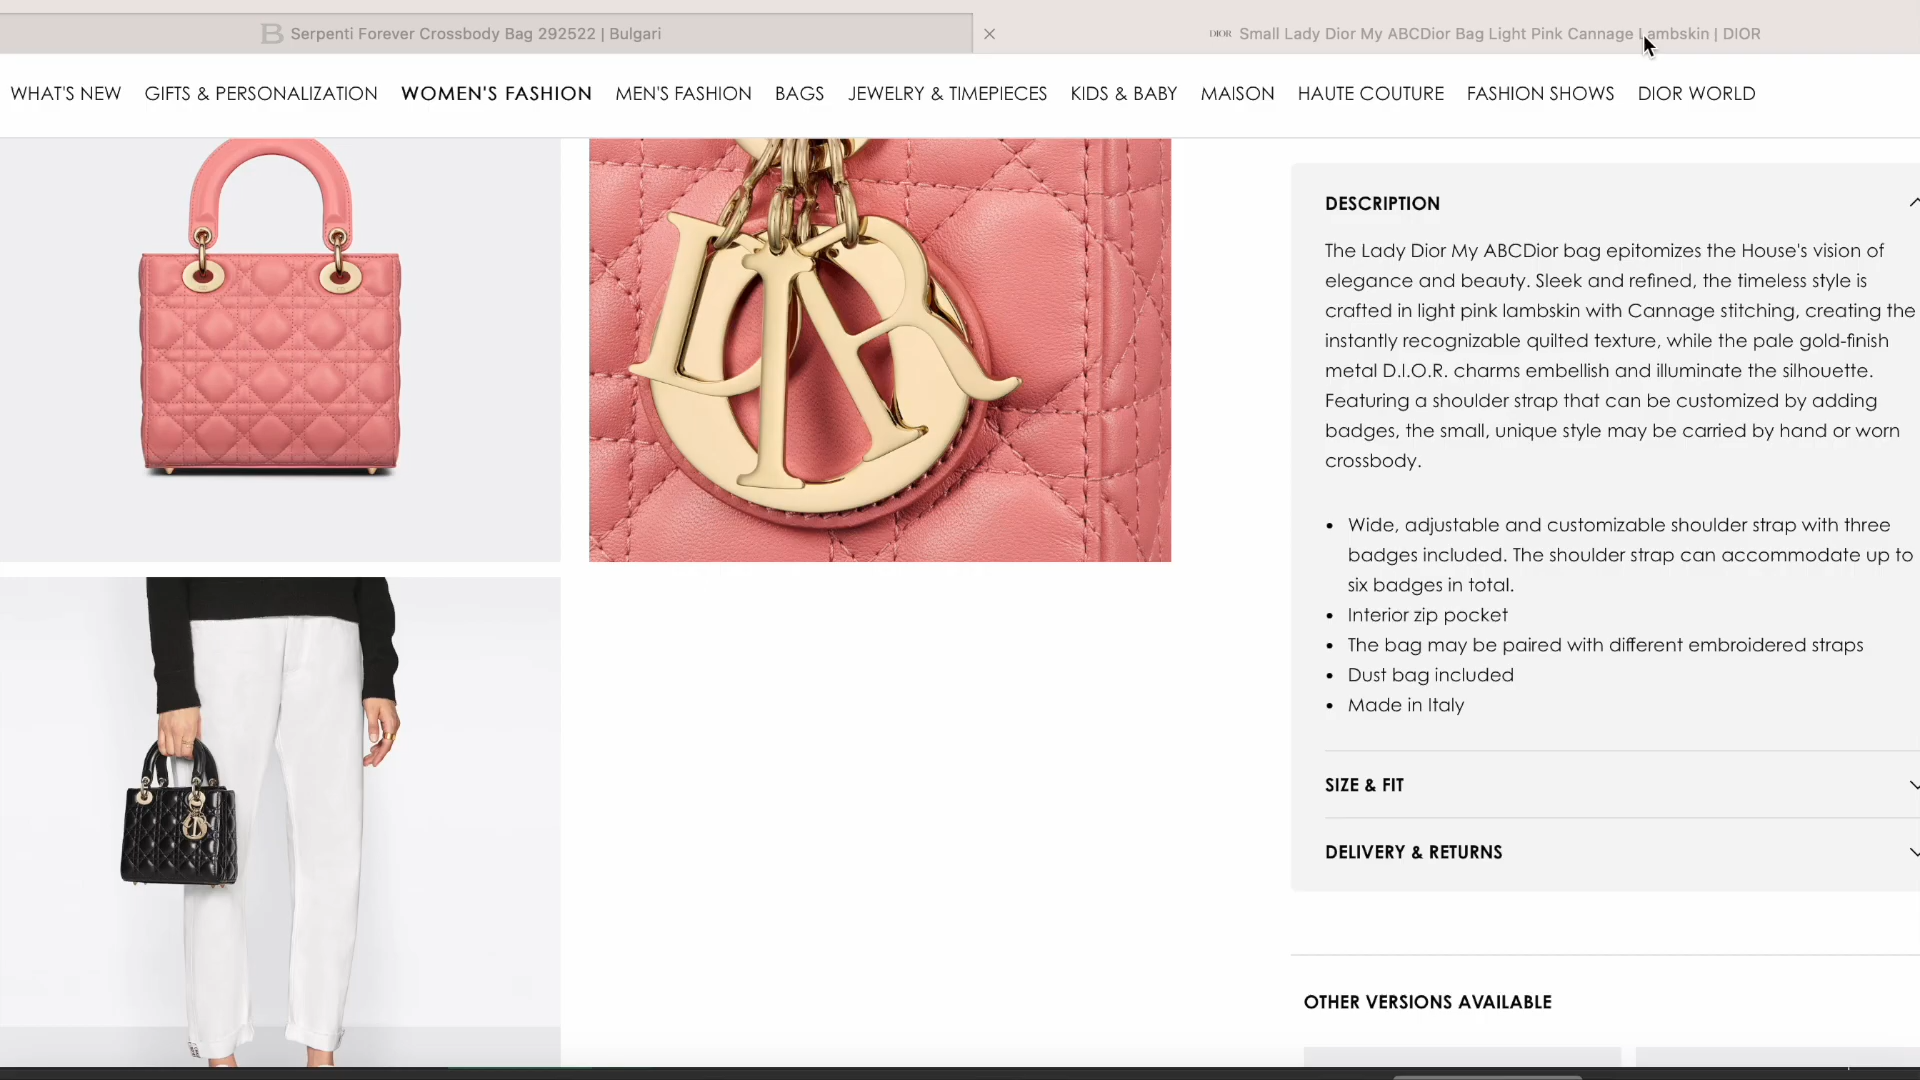 B Serpenti Forever Crossbody Bag 292522 | Bulgari
DIOR Small Lady Dior My ABCDior Bag Light Pink Cannage Lambskin | DIOR
WHAT'S NEW GIFTS & PERSONALIZATION WOMEN'S FASHION MEN'S FASHION BAGS JEWELRY & TIMEPIECES KIDS & BABY MAISON HAUTE COUTURE FASHION SHOWS DIOR WORLD
DIOR
DESCRIPTION
The Lady Dior My ABCDior bag epitomizes the House's vision of
elegance and beauty. Sleek and refined, the timeless style is
crafted in light pink lambskin with Cannage stitching, creating the
instantly recognizable quilted texture, while the pale gold-finish
metal D.I.O.R. charms embellish and illuminate the silhouette.
Featuring a shoulder strap that can be customized by adding
badges, the small, unique style may be carried by hand or worn
crossbody.
• Wide, adjustable and customizable shoulder strap with three
badges included. The shoulder strap can accommodate up to
six badges in total.
• Interior zip pocket
• The bag may be paired with different embroidered straps
• Dust bag included
• Made in Italy
SIZE & FIT
DELIVERY & RETURNS
OTHER VERSIONS AVAILABLE